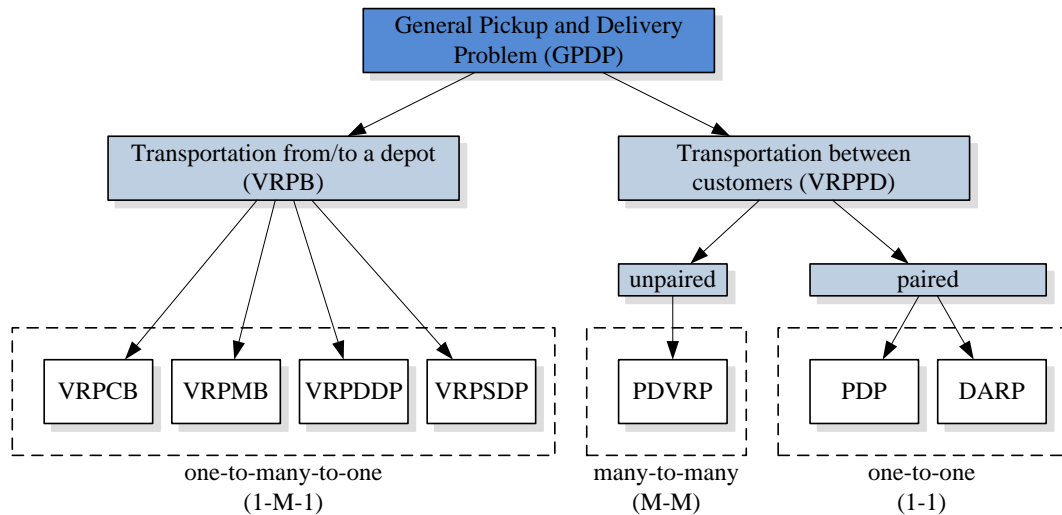 General Pickup and Delivery
Problem (GPDP)
Transportation from/to a depot
(VRPB)
Transportation between
customers (VRPPD)
unpaired
paired
VRPCB
VRPMB
VRPDDP
VRPSDP
PDVRP
PDP
DARP
one-to-many-to-one
(1-M-1)
many-to-many
(M-M)
one-to-one
(1-1)